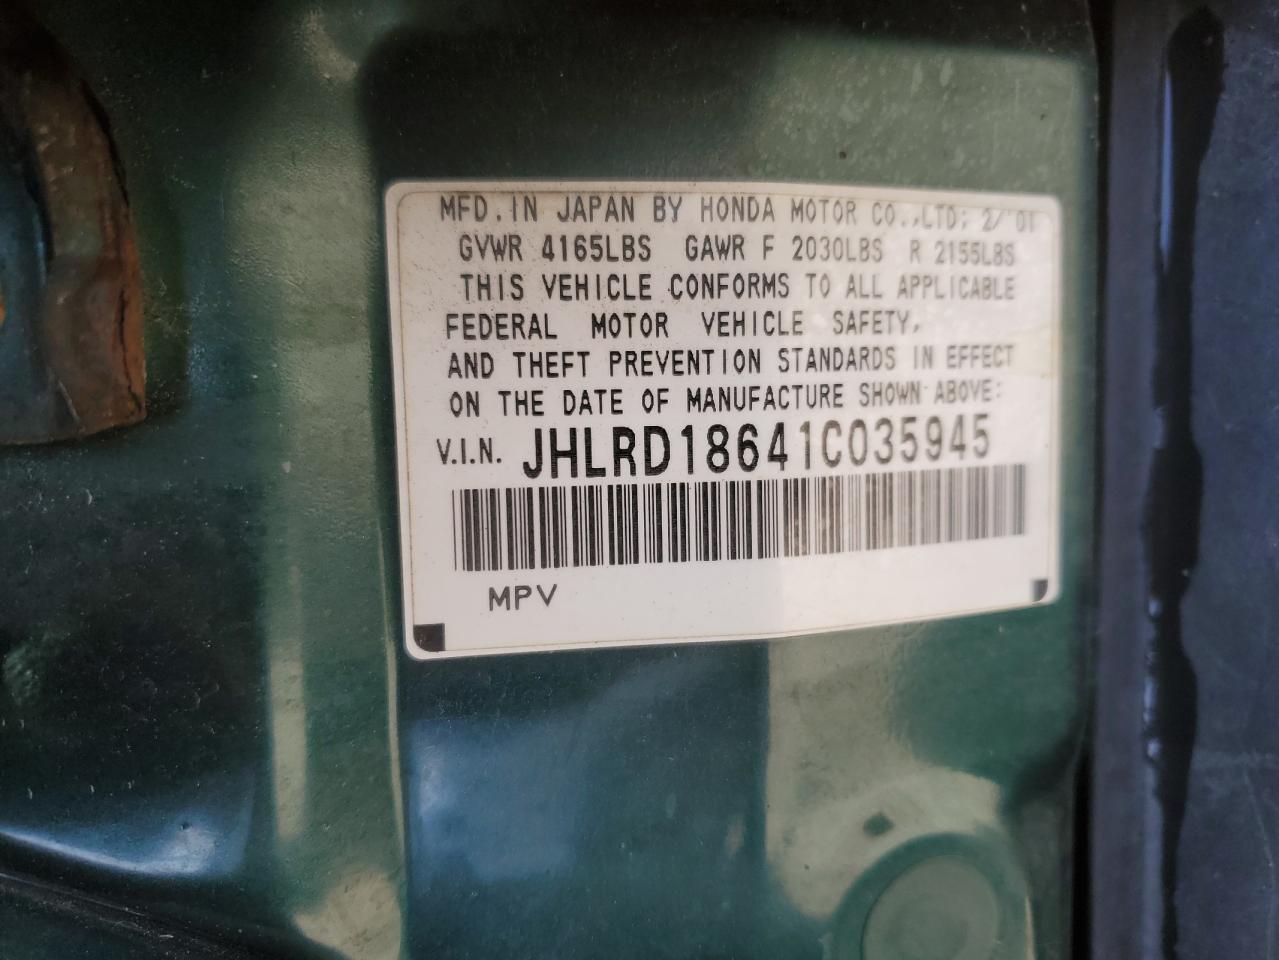 MFD. IN JAPAN BY HONDA MOTOR CO.,LTD; 2/'01
GVWR 4165LBS GAWR F 2030LBS R 2155LBS
THIS VEHICLE CONFORMS TO ALL APPLICABLE
FEDERAL MOTOR VEHICLE SAFETY,
AND THEFT PREVENTION STANDARDS IN EFFECT
ON THE DATE OF MANUFACTURE SHOWN ABOVE:
V.I.N. JHLRD18641C035945
MPV